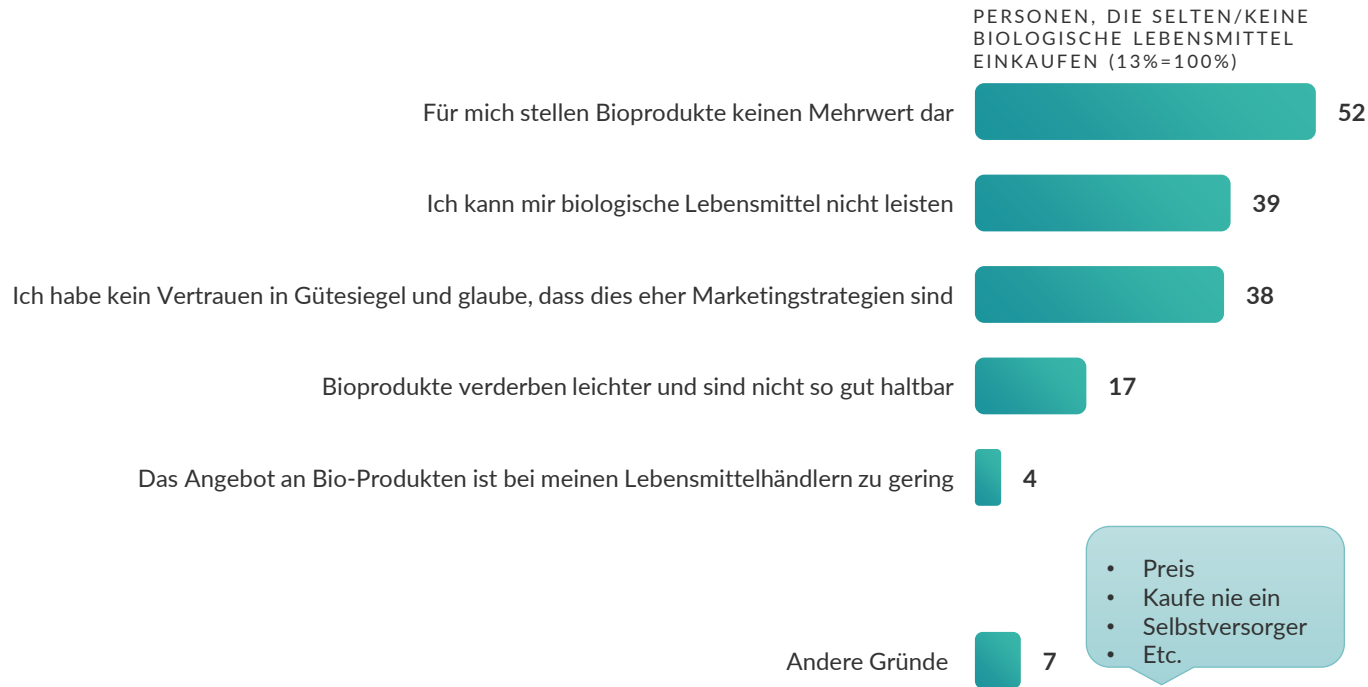 PERSONEN, DIE SELTEN/KEINE
BIOLOGISCHE LEBENSMITTEL
EINKAUFEN (13%=100%)
Für mich stellen Bioprodukte keinen Mehrwert dar 52
Ich kann mir biologische Lebensmittel nicht leisten 39
Ich habe kein Vertrauen in Gütesiegel und glaube, dass dies eher Marketingstrategien sind 38
Bioprodukte verderben leichter und sind nicht so gut haltbar 17
Das Angebot an Bio-Produkten ist bei meinen Lebensmittelhändlern zu gering 4
• Preis
• Kaufe nie ein
• Selbstversorger
• Etc.
Andere Gründe 7